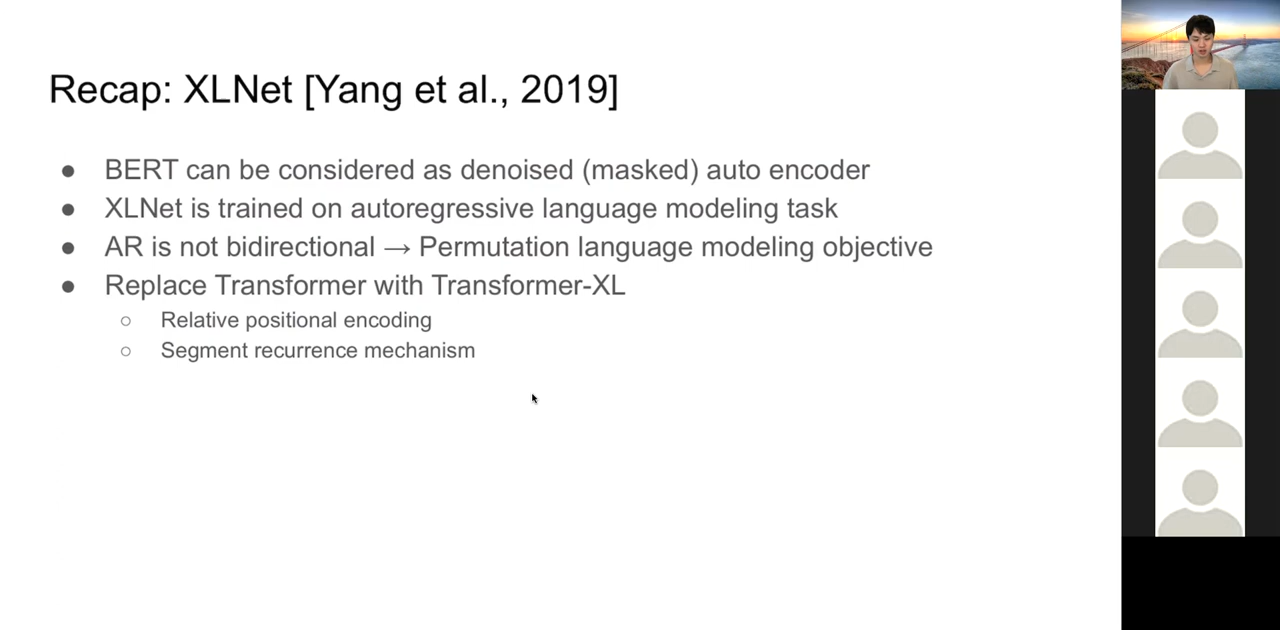 Recap: XLNet [Yang et al., 2019]
● BERT can be considered as denoised (masked) auto encoder
● XLNet is trained on autoregressive language modeling task
● AR is not bidirectional → Permutation language modeling objective
● Replace Transformer with Transformer-XL
○ Relative positional encoding
○ Segment recurrence mechanism